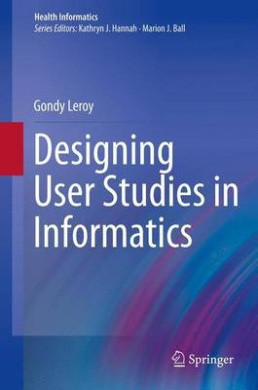 Health Informatics
Series Editors: Kathryn J. Hannah · Marion J. Ball
Gondy Leroy
Designing
User Studies in
Informatics
Springer